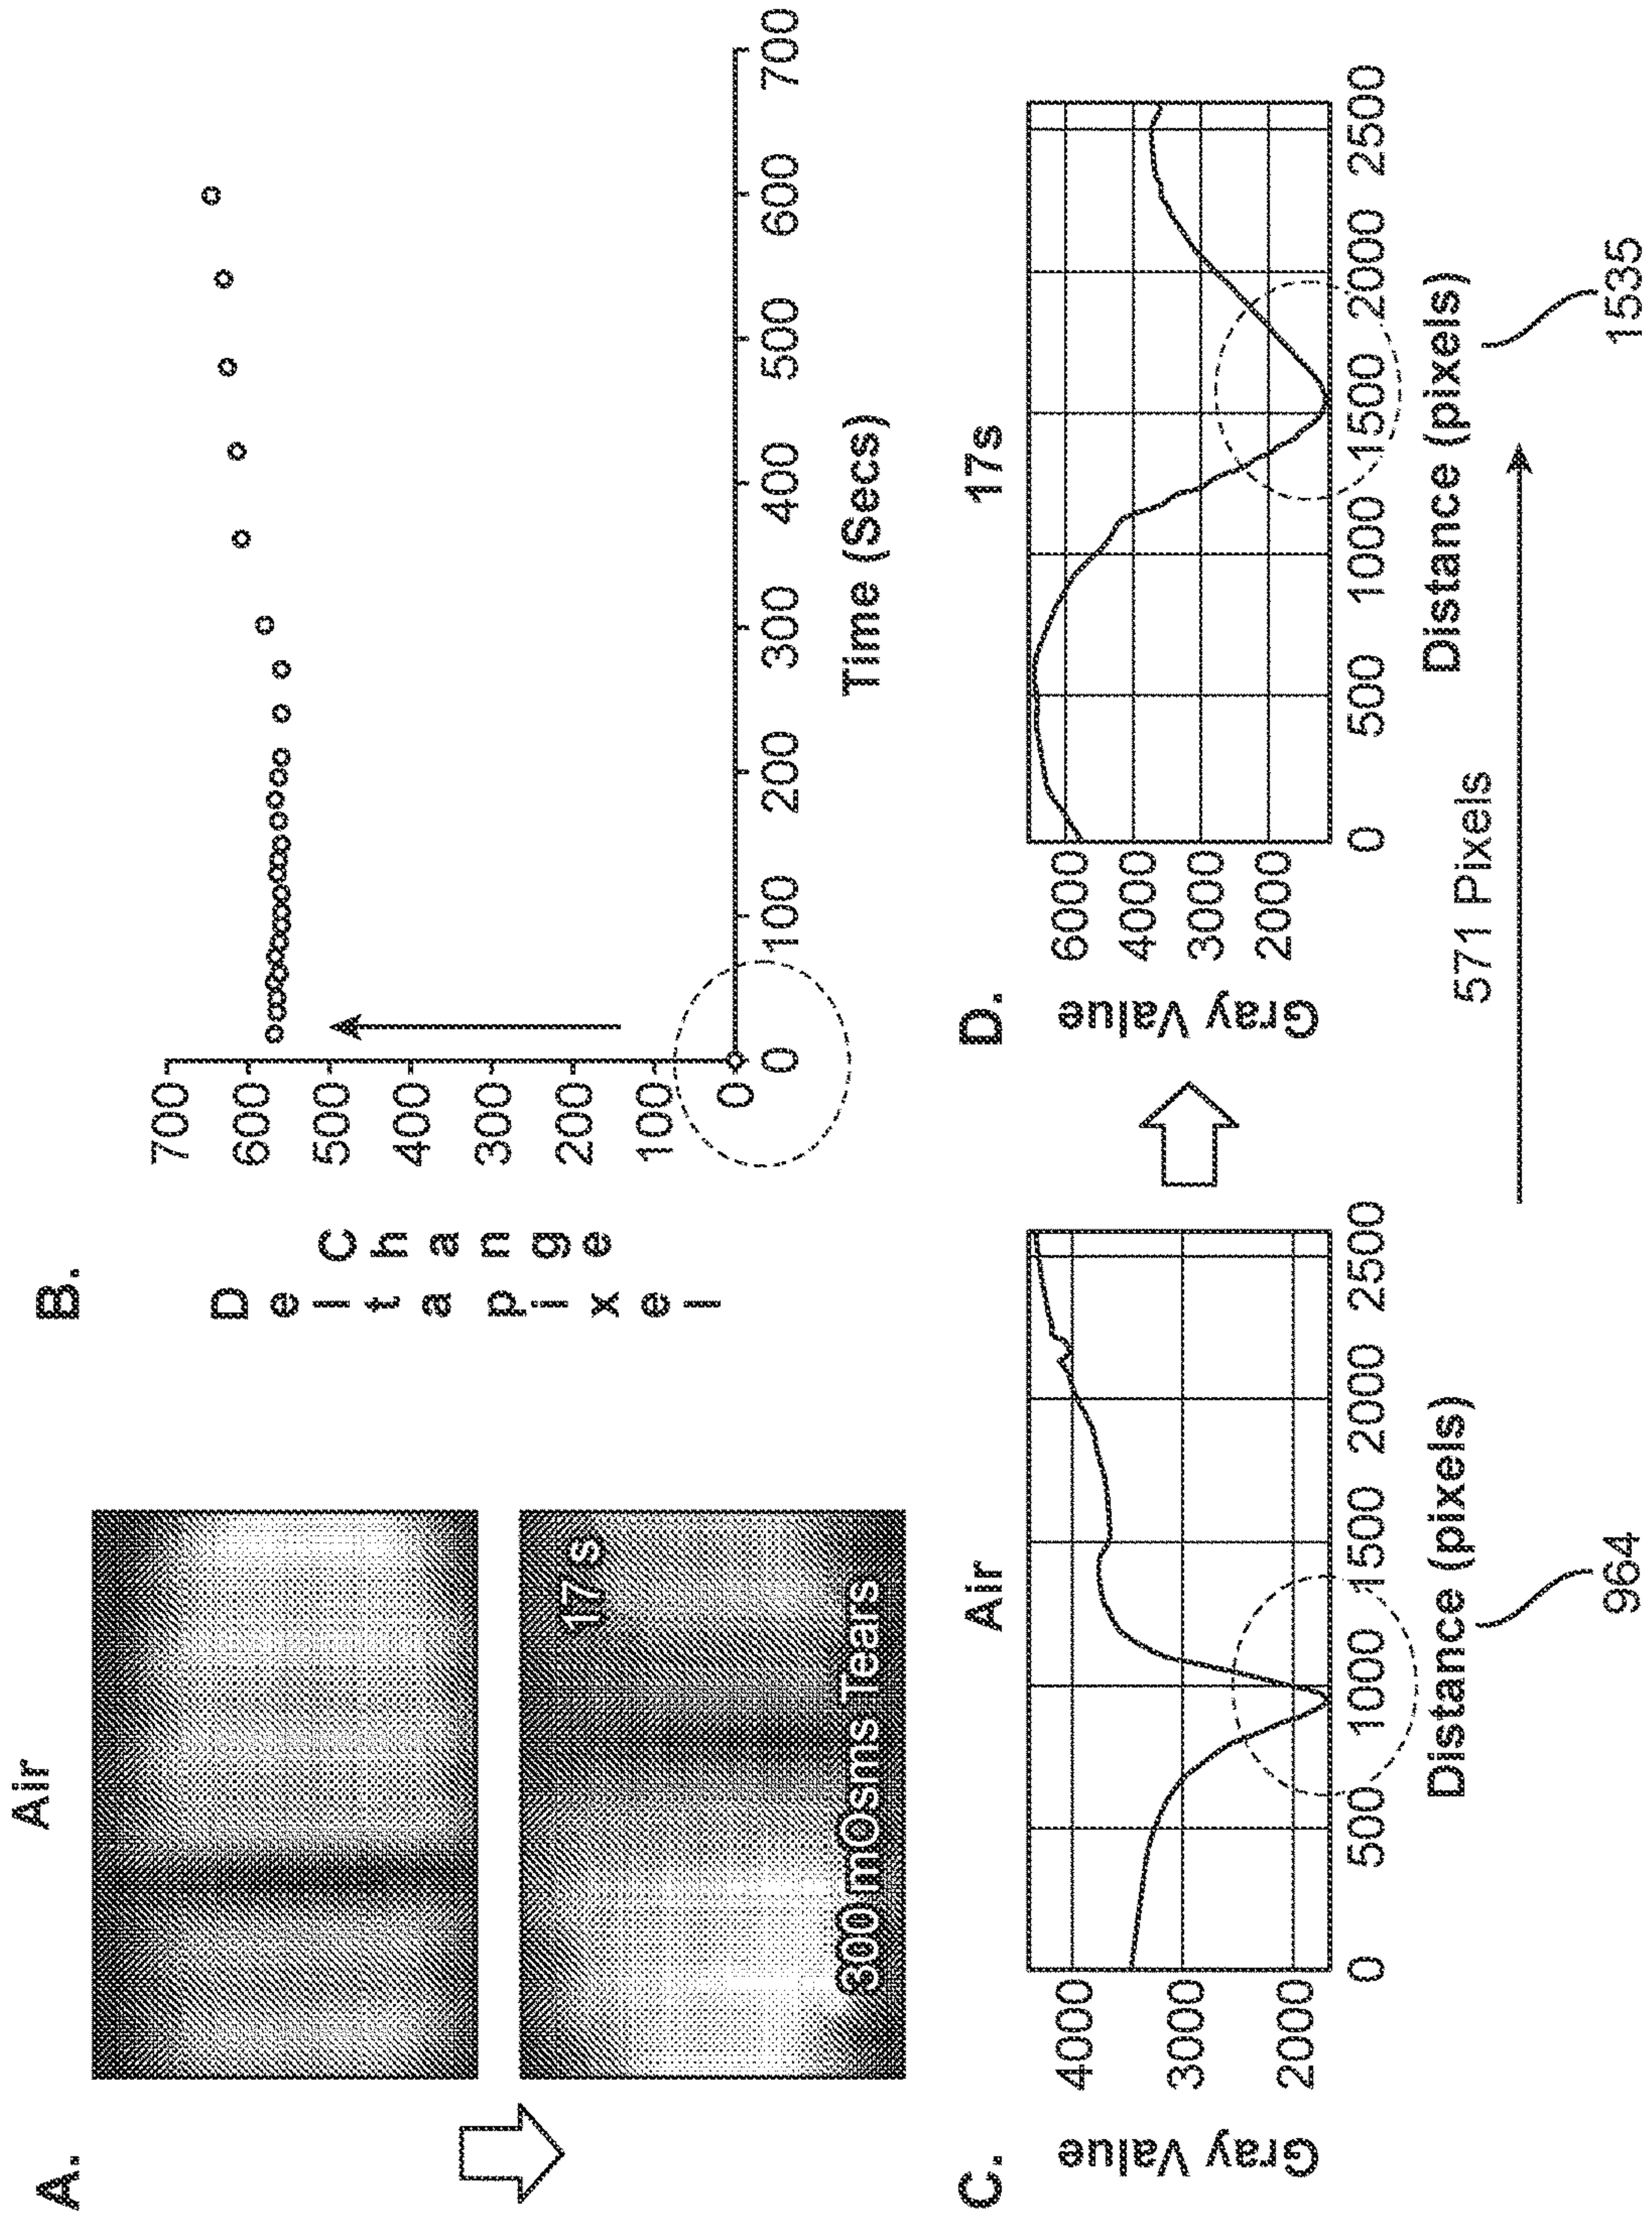 A.
Air
17 s
300 mOsms Tears
B.
Delta pixel
Change
700
600
500
400
300
200
100
0
0 100 200 300 400 500 600 700
Time (Secs)
C.
Air
Gray Value
4000
3000
2000
0 500 1000 1500 2000 2500
Distance (pixels)
964
571 Pixels
D.
17s
Gray Value
6000
4000
3000
2000
0 500 1000 1500 2000 2500
Distance (pixels)
1535